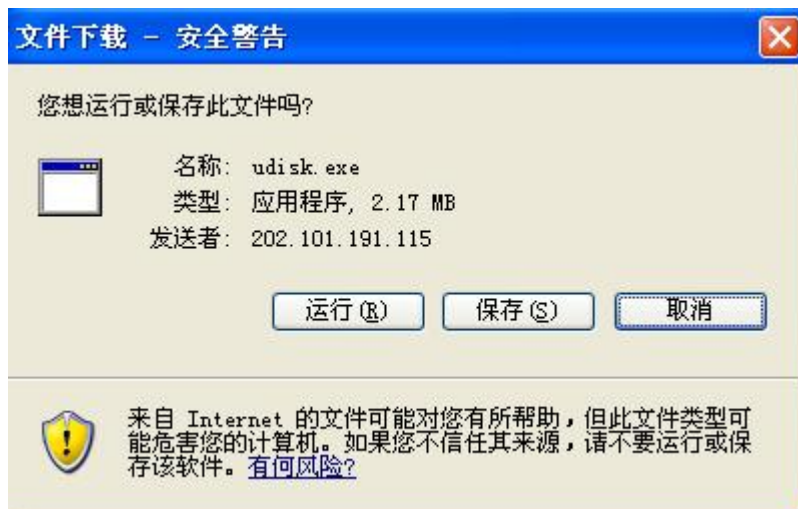 文件下载 - 安全警告
您想运行或保存此文件吗?
名称: udisk.exe
类型: 应用程序, 2.17 MB
发送者: 202.101.191.115
运行(R) 保存(S) 取消
来自 Internet 的文件可能对您有所帮助，但此文件类型可
能危害您的计算机。如果您不信任其来源，请不要运行或保
存该软件。有何风险?